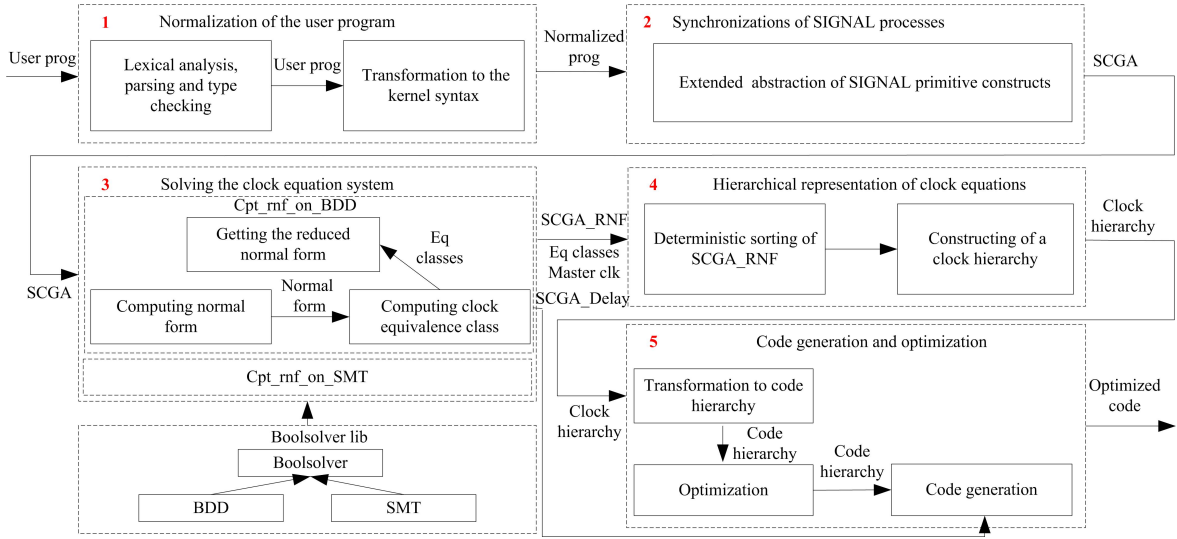 1 Normalization of the user program
User prog
Lexical analysis,
parsing and type
checking
User prog
Transformation to the
kernel syntax
Normalized
prog
2 Synchronizations of SIGNAL processes
Extended abstraction of SIGNAL primitive constructs
SCGA
SCGA
3 Solving the clock equation system
Cpt_rnf_on_BDD
Getting the reduced
normal form
Eq
classes
Computing normal
form
Normal
form
Computing clock
equivalence class
Cpt_rnf_on_SMT
SCGA_RNF
Eq classes
Master clk
SCGA_Delay
4 Hierarchical representation of clock equations
Deterministic sorting of
SCGA_RNF
Constructing of a
clock hierarchy
Clock
hierarchy
Boolsolver lib
Boolsolver
BDD
SMT
Clock
hierarchy
5 Code generation and optimization
Transformation to code
hierarchy
Code
hierarchy
Optimization
Code
hierarchy
Code generation
Optimized
code